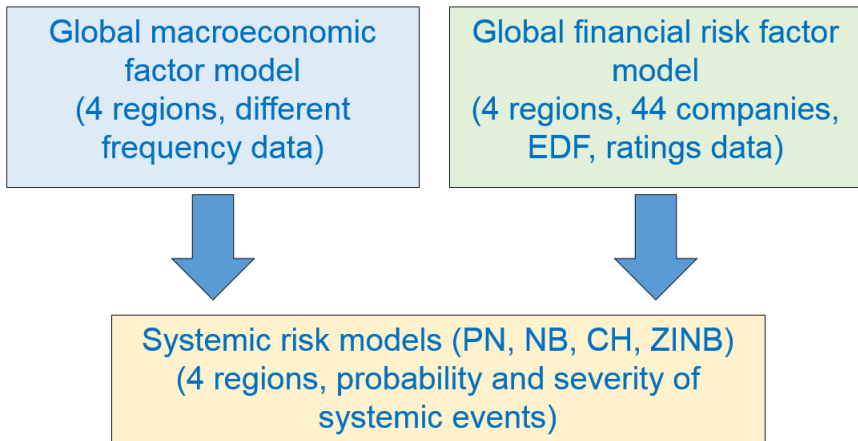 Global macroeconomic
factor model
(4 regions, different
frequency data)
Global financial risk factor
model
(4 regions, 44 companies,
EDF, ratings data)
Systemic risk models (PN, NB, CH, ZINB)
(4 regions, probability and severity of
systemic events)